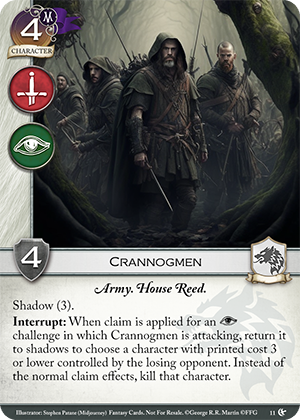 4
CHARACTER
4
CRANNOGMEN
Army. House Reed.
Shadow (3).
Interrupt: When claim is applied for an
challenge in which Crannogmen is attacking, return it
to shadows to choose a character with printed cost 3
or lower controlled by the losing opponent. Instead of
the normal claim effects, kill that character.
Illustrator: Stephen Patane (Midjourney) Fantasy Cards. Not For Resale. ©George R.R. Martin ©FFG
11